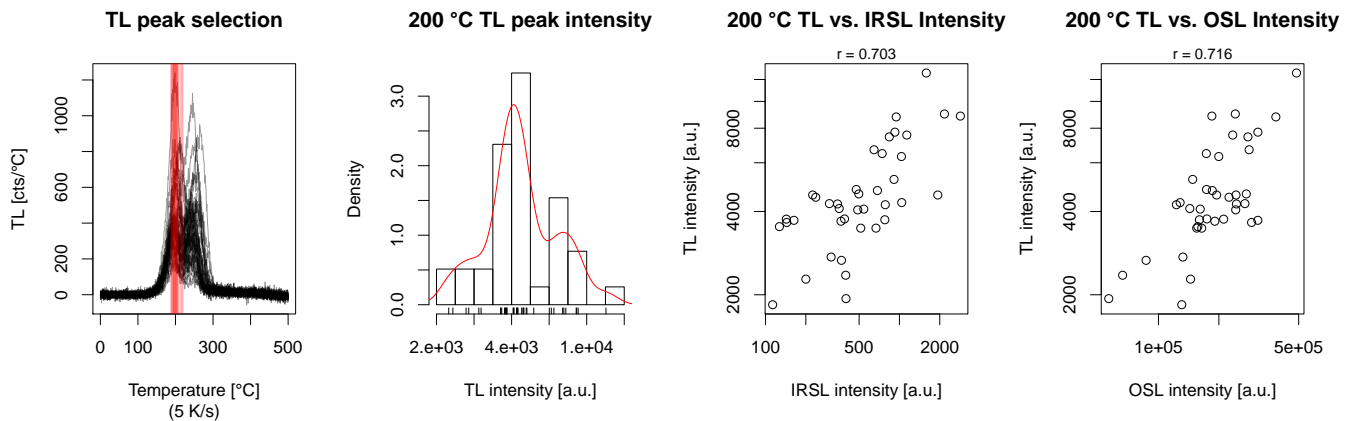 TL peak selection
TL [cts/°C]
1000
600
400
200
0
0
100
300
500
Temperature [°C]
(5 K/s)
200 °C TL peak intensity
Density
3.0
2.0
1.0
0.0
2.e+03
4.e+03
1.e+04
TL intensity [a.u.]
200 °C TL vs. IRSL Intensity
r = 0.703
TL intensity [a.u.]
8000
4000
2000
100
500
2000
IRSL intensity [a.u.]
200 °C TL vs. OSL Intensity
r = 0.716
TL intensity [a.u.]
8000
4000
2000
1e+05
5e+05
OSL intensity [a.u.]